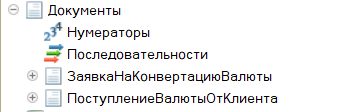 Документы
Нумераторы
Последовательности
ЗаявкаНаКонвертациюВалюты
ПоступлениеВалютыОтКлиента